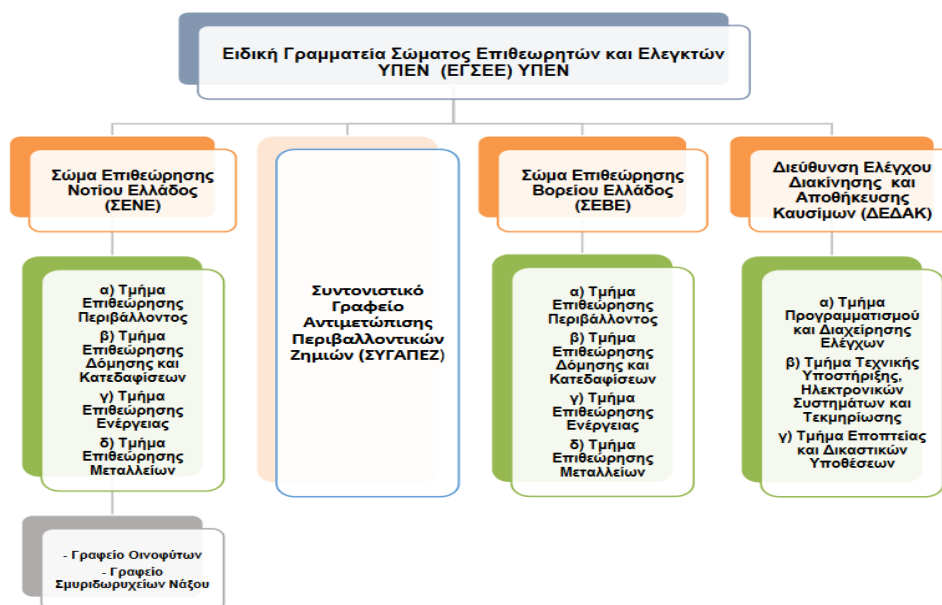 Ειδική Γραμματεία Σώματος Επιθεωρητών και Ελεγκτών
ΥΠΕΝ (ΕΓΣΕΕ) ΥΠΕΝ
Σώμα Επιθεώρησης
Νοτίου Ελλάδος
(ΣΕΝΕ)
α) Τμήμα
Επιθεώρησης
Περιβάλλοντος
β) Τμήμα
Επιθεώρησης
Δόμησης και
Κατεδαφίσεων
γ) Τμήμα
Επιθεώρησης
Ενέργειας
δ) Τμήμα
Επιθεώρησης
Μεταλλείων
- Γραφείο Οινοφύτων
- Γραφείο
Σμυριδωρυχείων Νάξου
Συντονιστικό
Γραφείο
Αντιμετώπισης
Περιβαλλοντικών
Ζημιών (ΣΥΓΑΠΕΖ)
Σώμα Επιθεώρησης
Βορείου Ελλάδος
(ΣΕΒΕ)
α) Τμήμα
Επιθεώρησης
Περιβάλλοντος
β) Τμήμα
Επιθεώρησης
Δόμησης και
Κατεδαφίσεων
γ) Τμήμα
Επιθεώρησης
Ενέργειας
δ) Τμήμα
Επιθεώρησης
Μεταλλείων
Διεύθυνση Ελέγχου
Διακίνησης και
Αποθήκευσης
Καυσίμων (ΔΕΔΑΚ)
α) Τμήμα
Προγραμματισμού
και Διαχείρησης
Ελέγχων
β) Τμήμα Τεχνικής
Υποστήριξης,
Ηλεκτρονικών
Συστημάτων και
Τεκμηρίωσης
γ) Τμήμα Εποπτείας
και Δικαστικών
Υποθέσεων